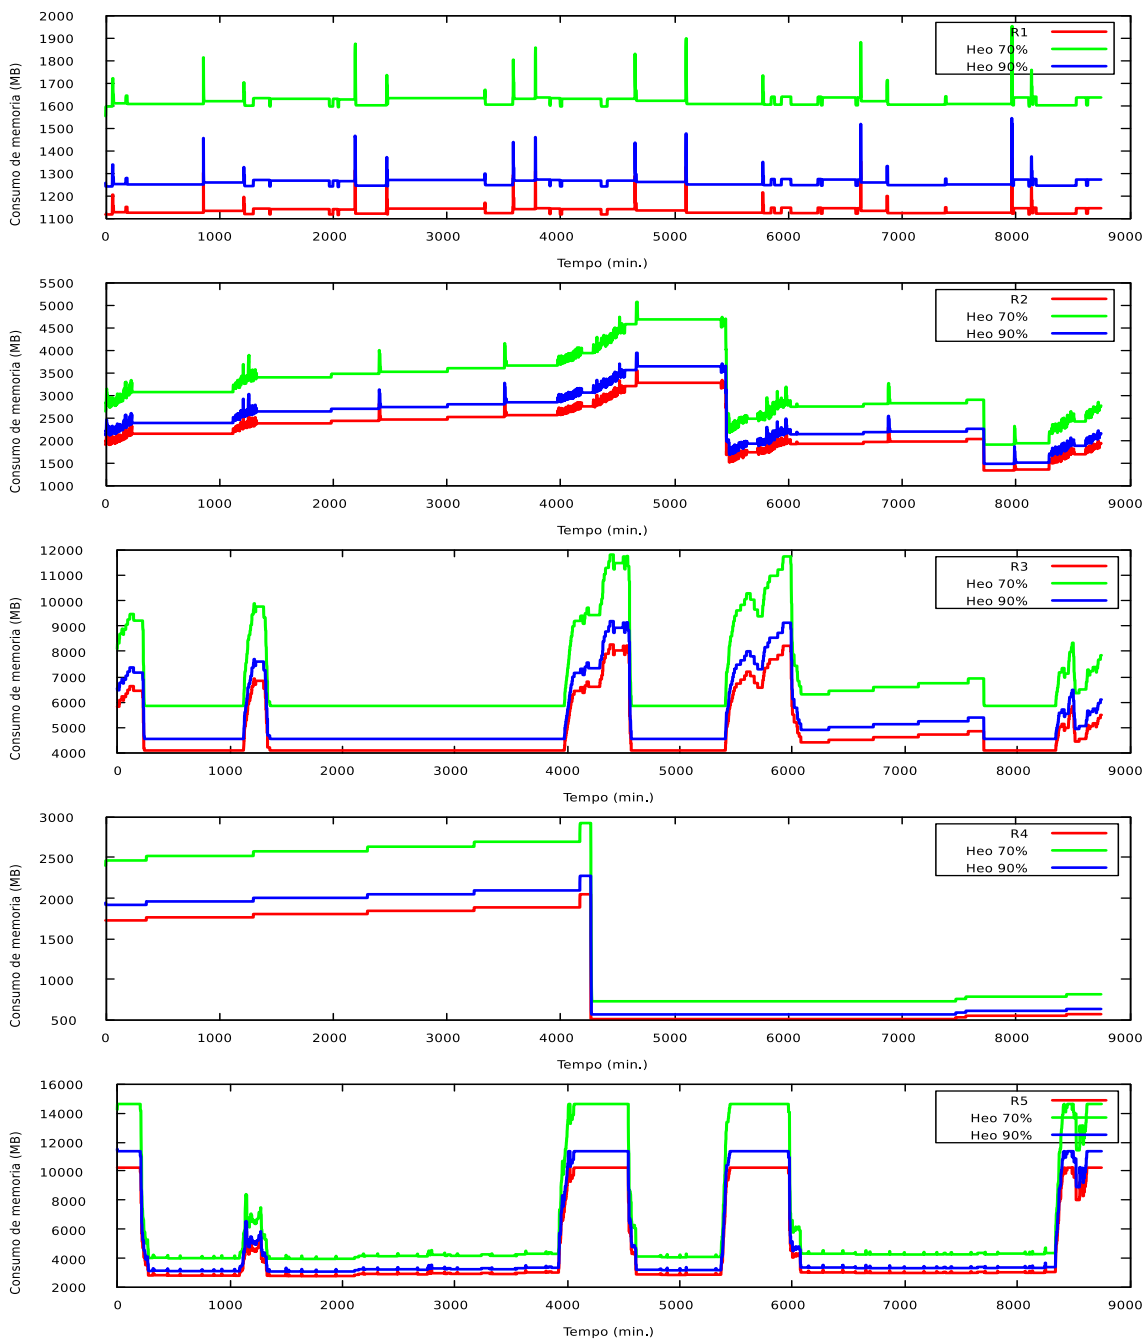 2000
1900
1800
1700
1600
1500
1400
1300
1200
1100
Consumo de memoria (MB)
R1
Heo 70%
Heo 90%
0 1000 2000 3000 4000 5000 6000 7000 8000 9000
Tempo (min.)
5500
5000
4500
4000
3500
3000
2500
2000
1500
1000
Consumo de memoria (MB)
R2
Heo 70%
Heo 90%
0 1000 2000 3000 4000 5000 6000 7000 8000 9000
Tempo (min.)
12000
11000
10000
9000
8000
7000
6000
5000
4000
Consumo de memoria (MB)
R3
Heo 70%
Heo 90%
0 1000 2000 3000 4000 5000 6000 7000 8000 9000
Tempo (min.)
3000
2500
2000
1500
1000
500
Consumo de memoria (MB)
R4
Heo 70%
Heo 90%
0 1000 2000 3000 4000 5000 6000 7000 8000 9000
Tempo (min.)
16000
14000
12000
10000
8000
6000
4000
2000
Consumo de memoria (MB)
R5
Heo 70%
Heo 90%
0 1000 2000 3000 4000 5000 6000 7000 8000 9000
Tempo (min.)